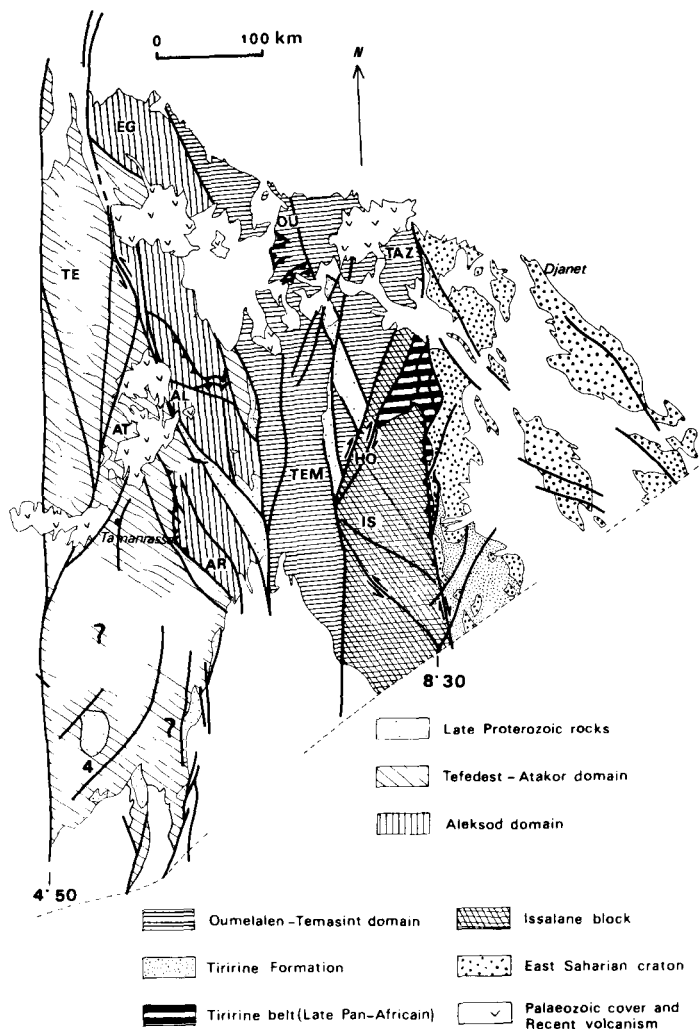 0 100 km
N
EG
OU
TAZ
Djanet
TE
AL
AT
HO
TEM
IS
Tamanrasset
AR
?
8°30
?
4
Late Proterozoic rocks
Tefedest-Atakor domain
Aleksod domain
4°50
Oumelalen-Temasint domain
Issalane block
Tiririne Formation
East Saharian craton
Tiririne belt (Late Pan-Africain)
Palaeozoic cover and
Recent volcanism